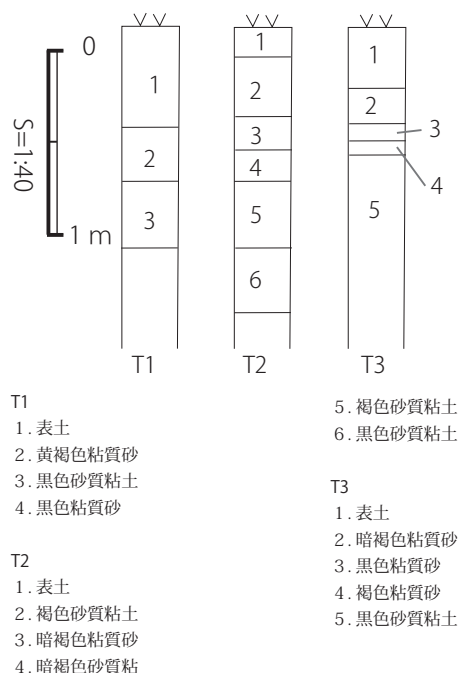 0
S=1:40
1 m
1
2
3
T1
1
2
3
4
5
6
T2
1
2
3
4
5
T3
T1
1. 表土
2. 黄褐色粘質砂
3. 黒色砂質粘土
4. 黒色粘質砂
T2
1. 表土
2. 褐色砂質粘土
3. 暗褐色粘質砂
4. 暗褐色砂質粘
5. 褐色砂質粘土
6. 黒色砂質粘土
T3
1. 表土
2. 暗褐色粘質砂
3. 黒色粘質砂
4. 褐色粘質砂
5. 黒色砂質粘土